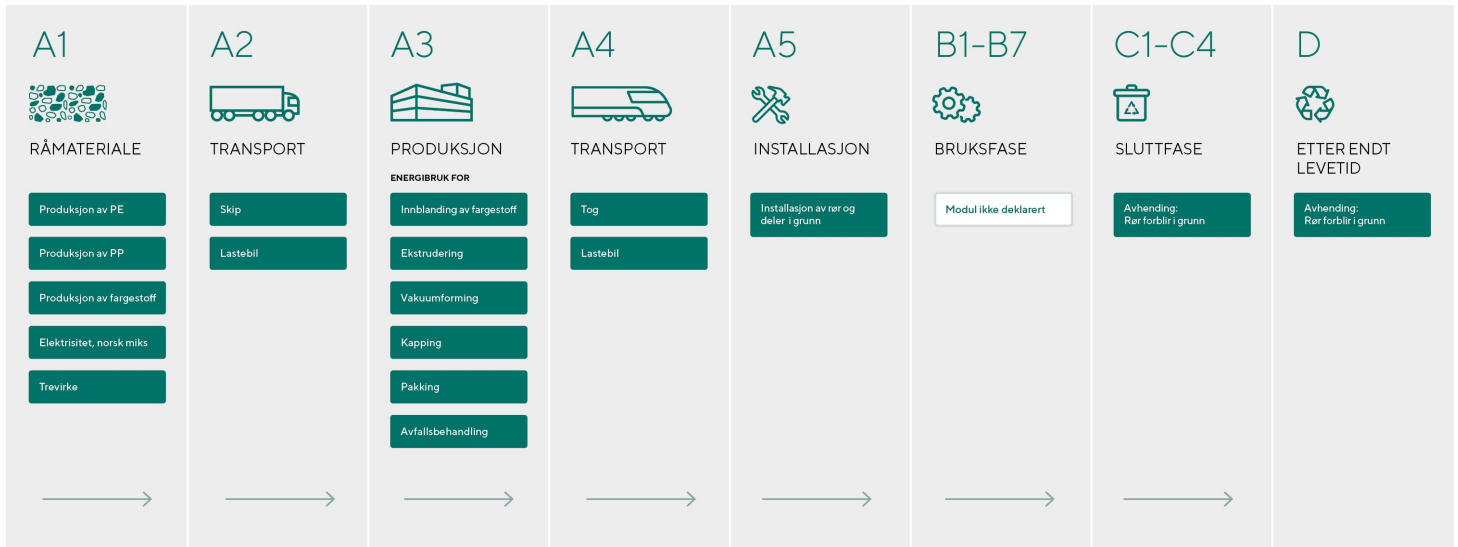 A1
RÅMATERIALE
Produksjon av PE
Produksjon av PP
Produksjon av fargestoff
Elektrisitet, norsk miks
Trevirke
A2
TRANSPORT
Skip
Lastebil
A3
PRODUKSJON
ENERGIBRUK FOR
Innblanding av fargestoff
Ekstrudering
Vakuumforming
Kapping
Pakking
Avfallsbehandling
A4
TRANSPORT
Tog
Lastebil
A5
INSTALLASJON
Installasjon av rør og
deler i grunn
B1–B7
BRUKSFASE
Modul ikke deklarert
C1–C4
SLUTTFASE
Avhending:
Rør forblir i grunn
D
ETTER ENDT
LEVETID
Avhending:
Rør forblir i grunn